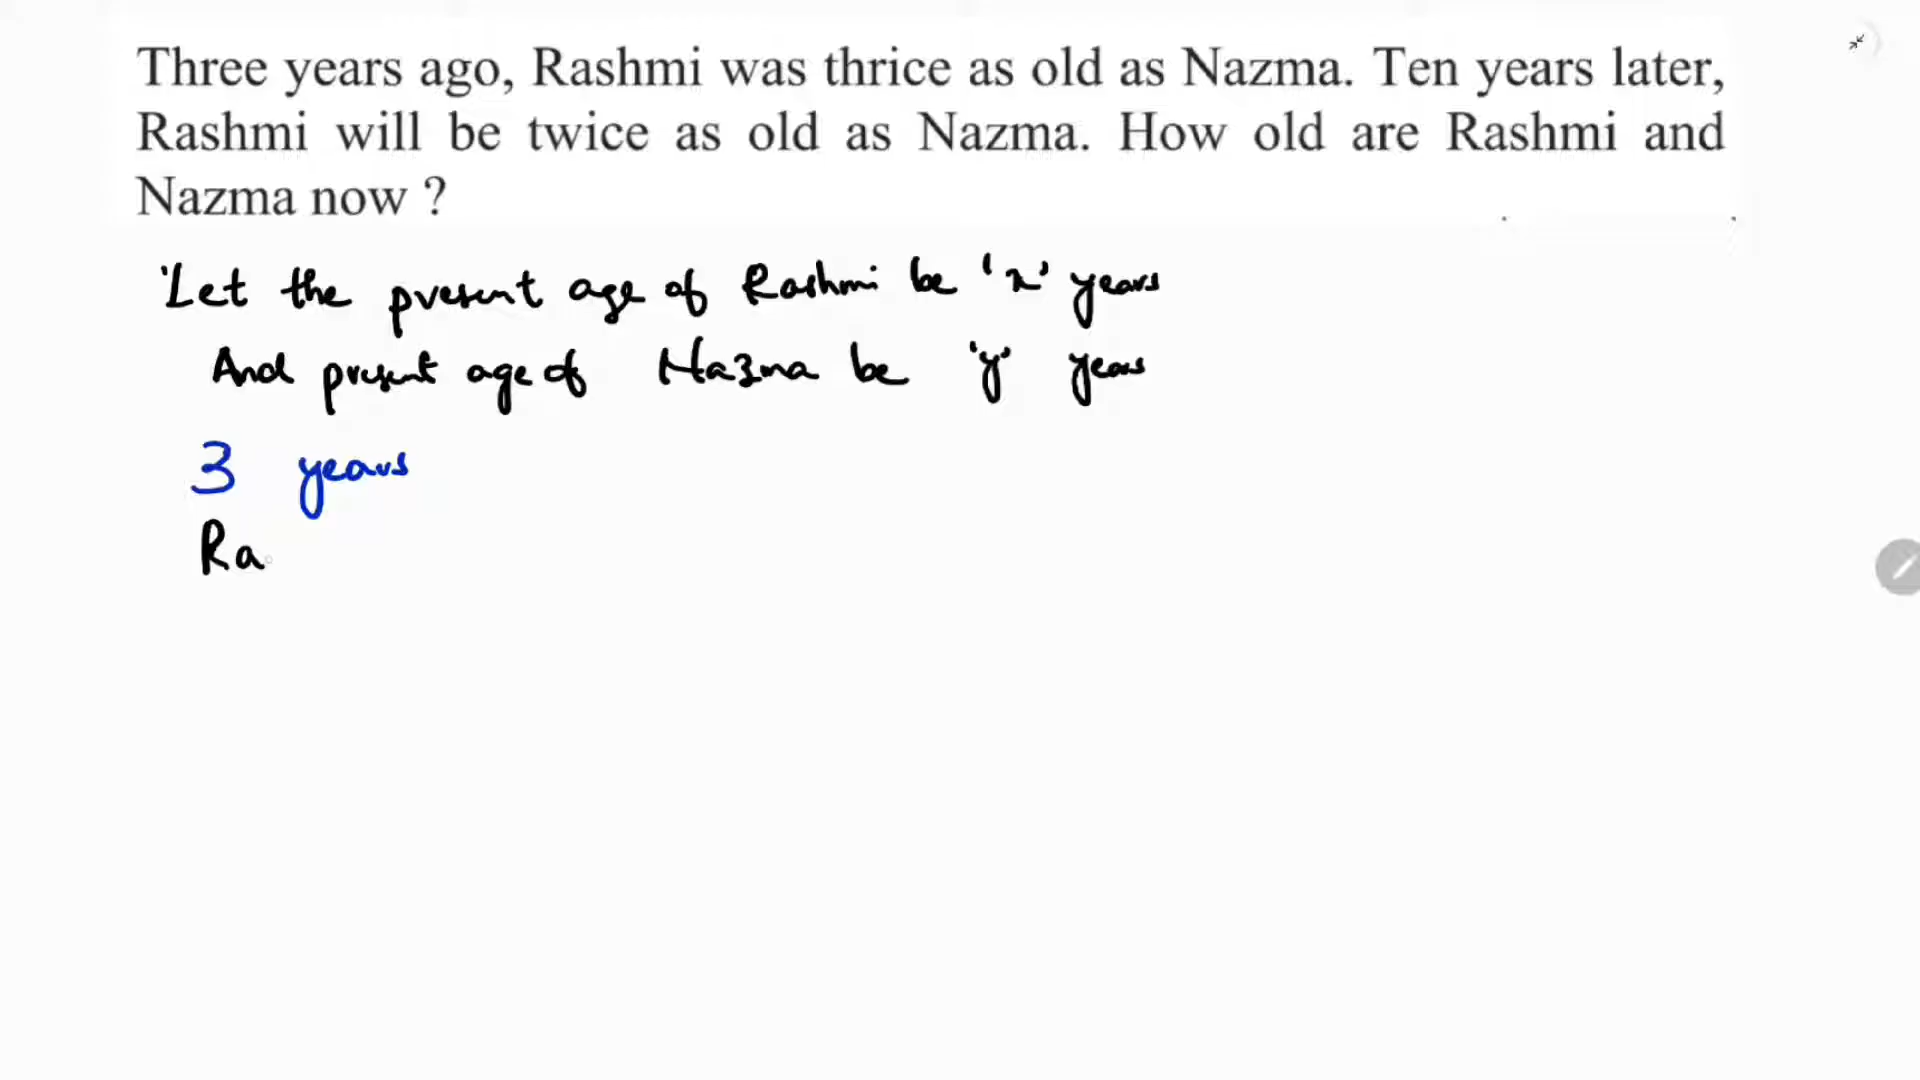 Three years ago, Rashmi was thrice as old as Nazma. Ten years later,
Rashmi will be twice as old as Nazma. How old are Rashmi and
Nazma now ?
'Let the present age of Rashmi be 'x' years
And present age of Nazma be 'y' years
3 years
Ra